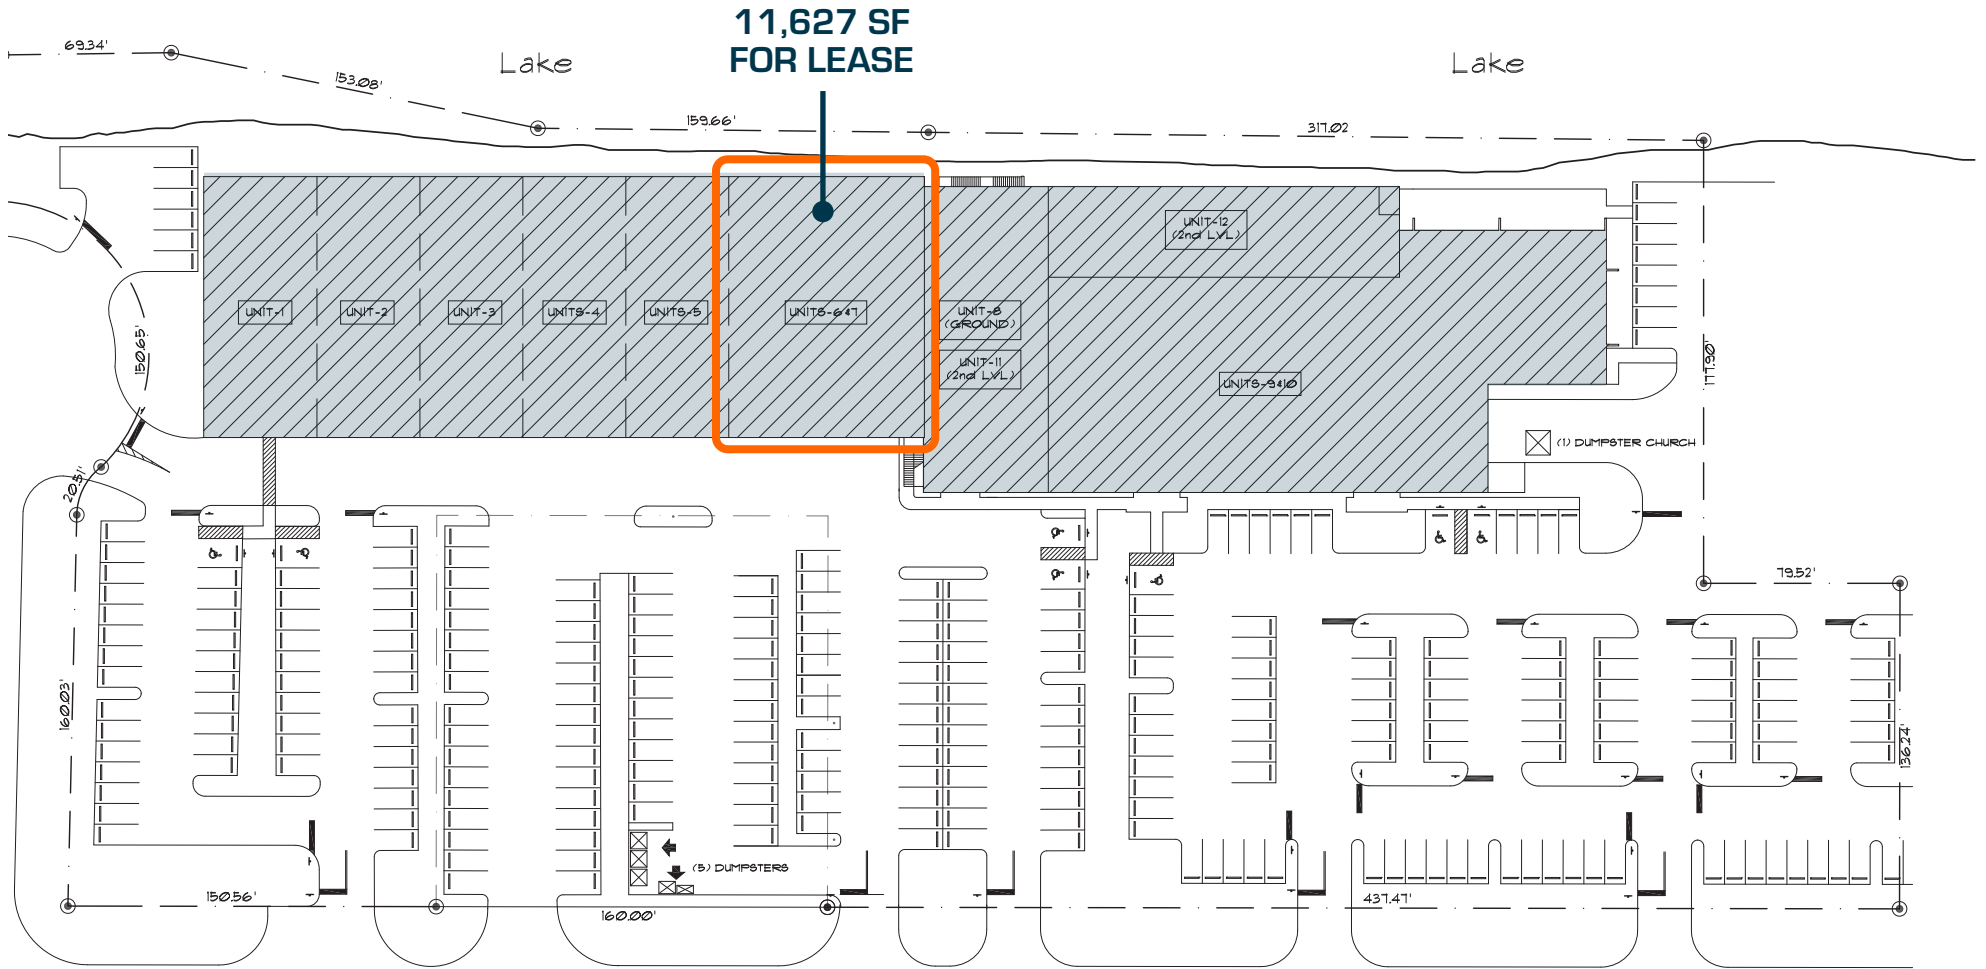 11,627 SF
FOR LEASE
69.34'
Lake
Lake
153.08'
159.66'
317.02
UNIT-12
(2nd LVL)
UNIT-1
UNIT-2
UNIT-3
UNITS-4
UNITS-5
UNITS-6&7
UNIT-8
(GROUND)
UNIT-11
(2nd LVL)
UNITS-9&10
150.65'
177.90'
(1) DUMPSTER CHURCH
20.51'
79.52'
160.03'
136.24'
(5) DUMPSTERS
150.56'
160.00'
437.47'